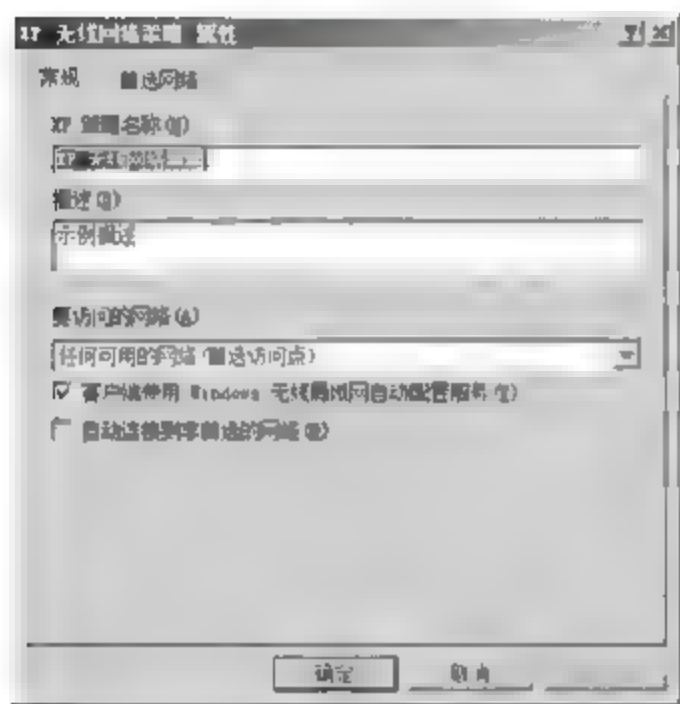 XP 无线网络策略 属性
常规 首选网络
XP 策略名称(N)
描述(D)
示例描述
要访问的网络(A)
任何可用的网络(首选访问点)
客户端使用 Windows 无线局域网自动配置服务(T)
自动连接到非首选的网络(E)
确定 取消